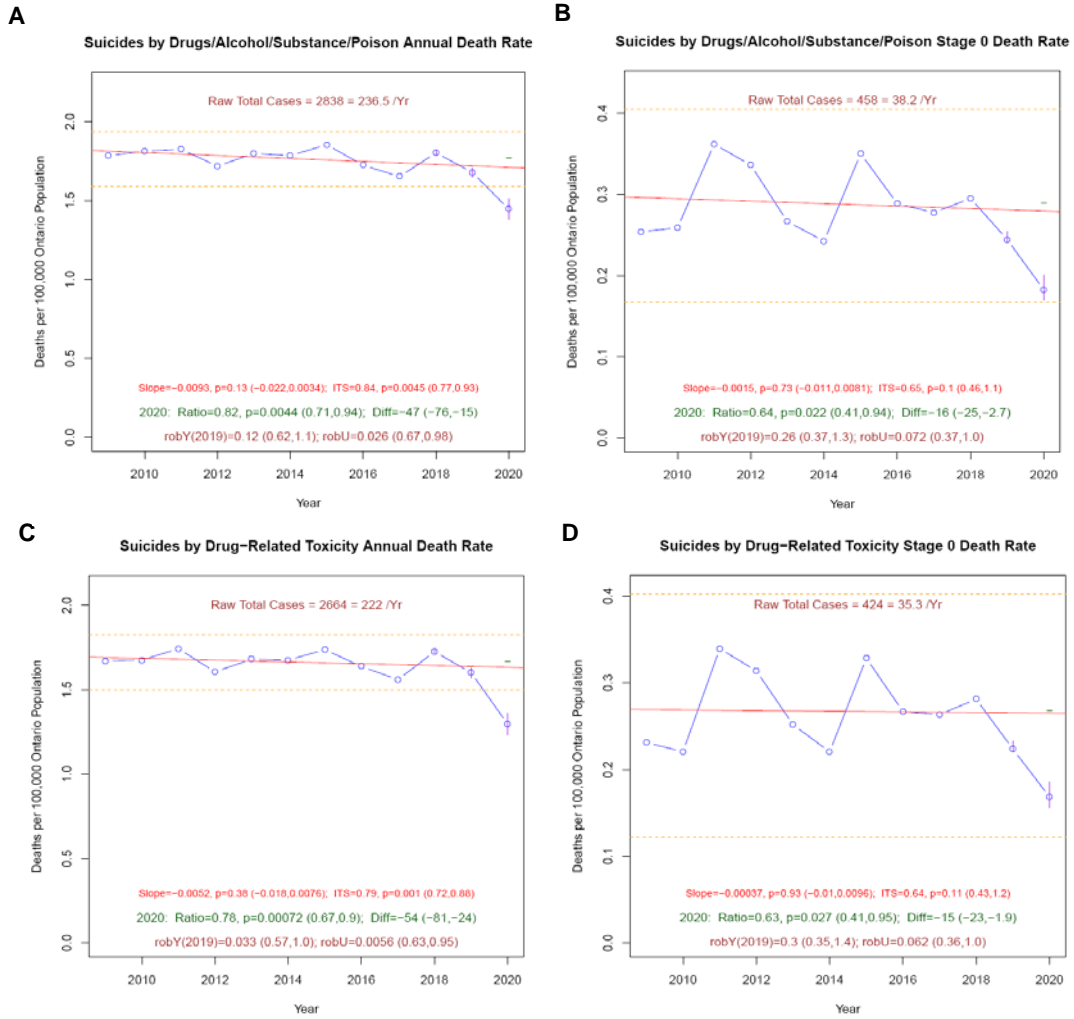 A
Suicides by Drugs/Alcohol/Substance/Poison Annual Death Rate
Raw Total Cases = 2838 = 236.5 /Yr
Deaths per 100,000 Ontario Population
2.0
1.5
1.0
0.5
0.0
Slope=−0.0093, p=0.13 (−0.022,0.0034); ITS=0.84, p=0.0045 (0.77,0.93)
2020: Ratio=0.82, p=0.0044 (0.71,0.94) Diff=−47 (−76,−15)
robY(2019)=0.12 (0.62,1.1); robU=0.026 (0.67,0.98)
2010 2012 2014 2016 2018 2020
Year
B
Suicides by Drugs/Alcohol/Substance/Poison Stage 0 Death Rate
Raw Total Cases = 458 = 38.2 /Yr
Deaths per 100,000 Ontario Population
0.4
0.3
0.2
0.1
0.0
Slope=−0.0015, p=0.73 (−0.011,0.0081); ITS=0.65, p=0.1 (0.46,1.1)
2020: Ratio=0.64, p=0.022 (0.41,0.94) Diff=−16 (−25,−2.7)
robY(2019)=0.26 (0.37,1.3); robU=0.072 (0.37,1.0)
2010 2012 2014 2016 2018 2020
Year
C
Suicides by Drug−Related Toxicity Annual Death Rate
Raw Total Cases = 2664 = 222 /Yr
Deaths per 100,000 Ontario Population
2.0
1.5
1.0
0.5
0.0
Slope=−0.0052, p=0.38 (−0.018,0.0076); ITS=0.79, p=0.001 (0.72,0.88)
2020: Ratio=0.78, p=0.00072 (0.67,0.9) Diff=−54 (−81,−24)
robY(2019)=0.033 (0.57,1.0); robU=0.0056 (0.63,0.95)
2010 2012 2014 2016 2018 2020
Year
D
Suicides by Drug−Related Toxicity Stage 0 Death Rate
Raw Total Cases = 424 = 35.3 /Yr
Deaths per 100,000 Ontario Population
0.4
0.3
0.2
0.1
0.0
Slope=−0.00037, p=0.93 (−0.01,0.0096); ITS=0.64, p=0.11 (0.43,1.2)
2020: Ratio=0.63, p=0.027 (0.41,0.95) Diff=−15 (−23,−1.9)
robY(2019)=0.3 (0.35,1.4); robU=0.062 (0.36,1.0)
2010 2012 2014 2016 2018 2020
Year